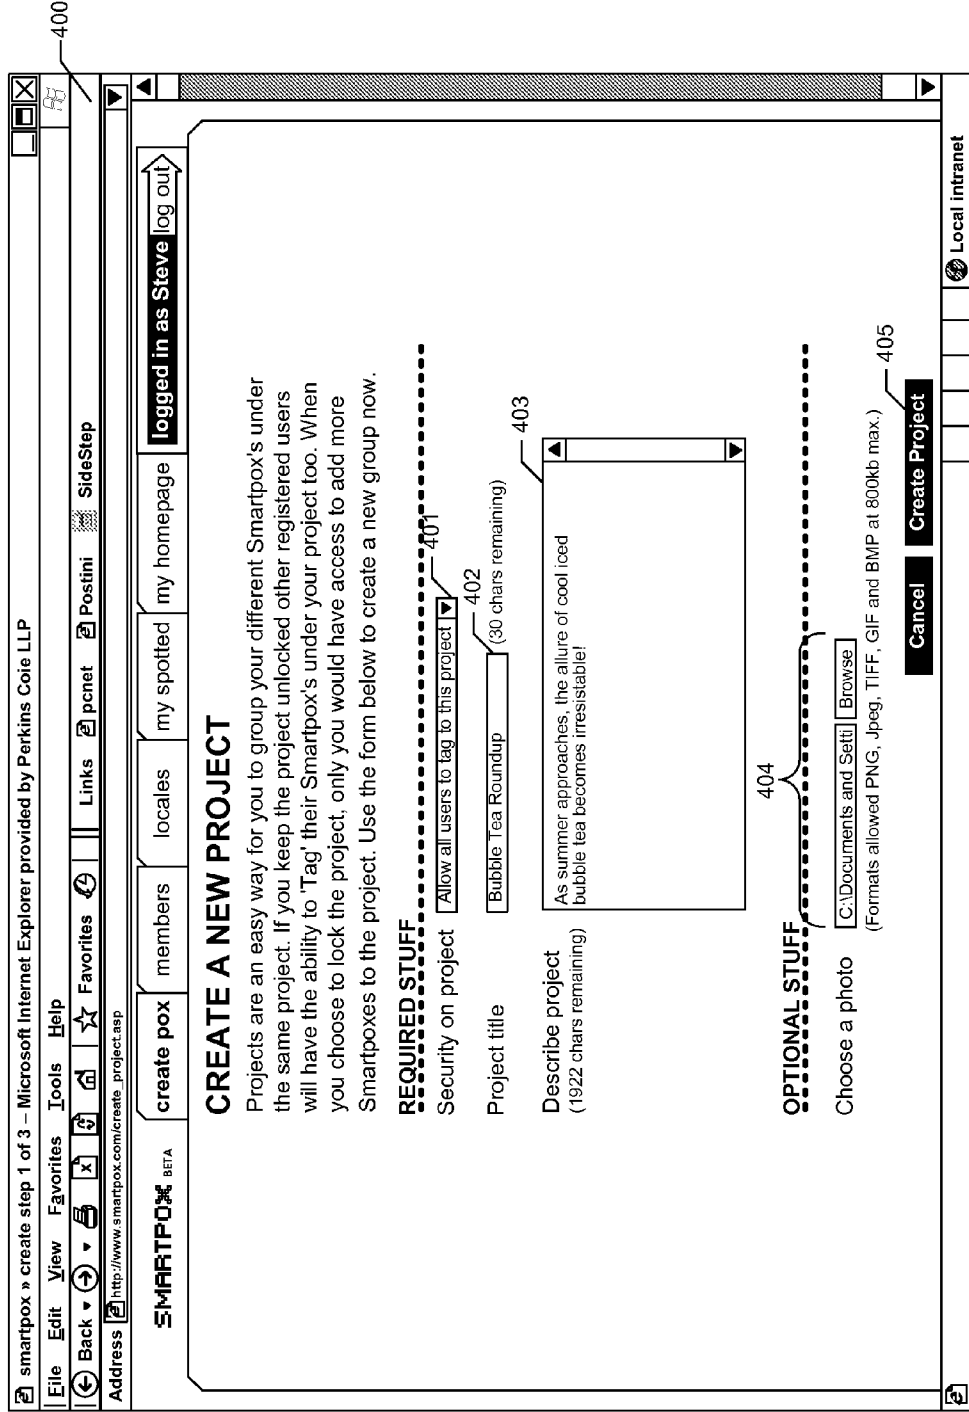 400
smartpox » create step 1 of 3 – Microsoft Internet Explorer provided by Perkins Coie LLP
File Edit View Favorites Tools Help
Back Favorites Links pcnet Postini SideStep
Address http://www.smartpox.com/create_project.asp
SMARTPOX BETA
create pox members locales my spotted my homepage logged in as Steve log out
CREATE A NEW PROJECT
Projects are an easy way for you to group your different Smartpox's under
the same project. If you keep the project unlocked other registered users
will have the ability to 'Tag' their Smartpox's under your project too. When
you choose to lock the project, only you would have access to add more
Smartpoxes to the project. Use the form below to create a new group now.
REQUIRED STUFF
Security on project Allow all users to tag to this project 401
402
Project title Bubble Tea Roundup (30 chars remaining)
403
Describe project
(1922 chars remaining)
As summer approaches, the allure of cool iced
bubble tea becomes irresistable!
404
OPTIONAL STUFF
Choose a photo C:\Documents and Setti Browse
(Formats allowed PNG, Jpeg, TIFF, GIF and BMP at 800kb max.)
405
Cancel Create Project
Local intranet